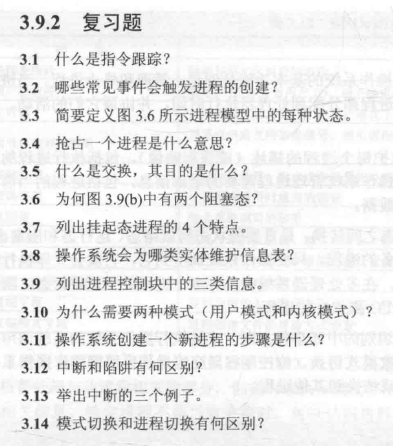 3.9.2 复习题
3.1 什么是指令跟踪？
3.2 哪些常见事件会触发进程的创建？
3.3 简要定义图 3.6 所示进程模型中的每种状态。
3.4 抢占一个进程是什么意思？
3.5 什么是交换，其目的是什么？
3.6 为何图 3.9(b)中有两个阻塞态？
3.7 列出挂起态进程的 4 个特点。
3.8 操作系统会为哪类实体维护信息表？
3.9 列出进程控制块中的三类信息。
3.10 为什么需要两种模式（用户模式和内核模式）？
3.11 操作系统创建一个新进程的步骤是什么？
3.12 中断和陷阱有何区别？
3.13 举出中断的三个例子。
3.14 模式切换和进程切换有何区别？